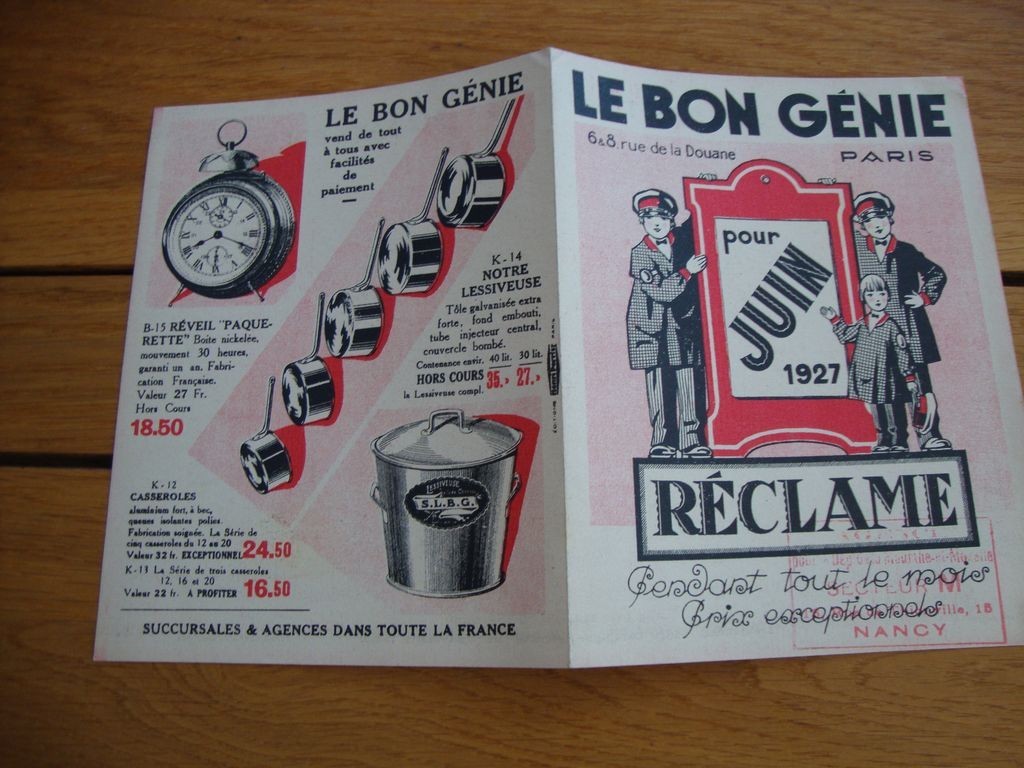 LE BON GÉNIE
vend de tout
à tous avec
facilités
de
paiement
B-15 RÉVEIL "PAQUE-
RETTE" Boîte nickelée,
mouvement 30 heures,
garanti un an. Fabri-
cation Française.
Valeur 27 Fr.
Hors Cours
18.50
K-14
NOTRE
LESSIVEUSE
Tôle galvanisée extra
forte, fond embouti,
tube injecteur central,
couvercle bombé.
Contenance envir. 40 lit. 30 lit.
HORS COURS 35.» 27.»
la Lessiveuse compl.
LESSIVEUSE
S.L.B.G.
K-12
CASSEROLES
aluminium fort, à bec,
queues isolantes polies.
Fabrication soignée. La Série de
cinq casseroles du 12 au 20
Valeur 32 fr. EXCEPTIONNEL 24.50
K-13 La Série de trois casseroles
12, 16 et 20
Valeur 22 fr. A PROFITER 16.50
SUCCURSALES & AGENCES DANS TOUTE LA FRANCE
LE BON GÉNIE
6&8, rue de la Douane
PARIS
pour
JUIN
1927
RÉCLAME
Pendant tout le mois
Prix exceptionnels
SECTEUR M
NANCY